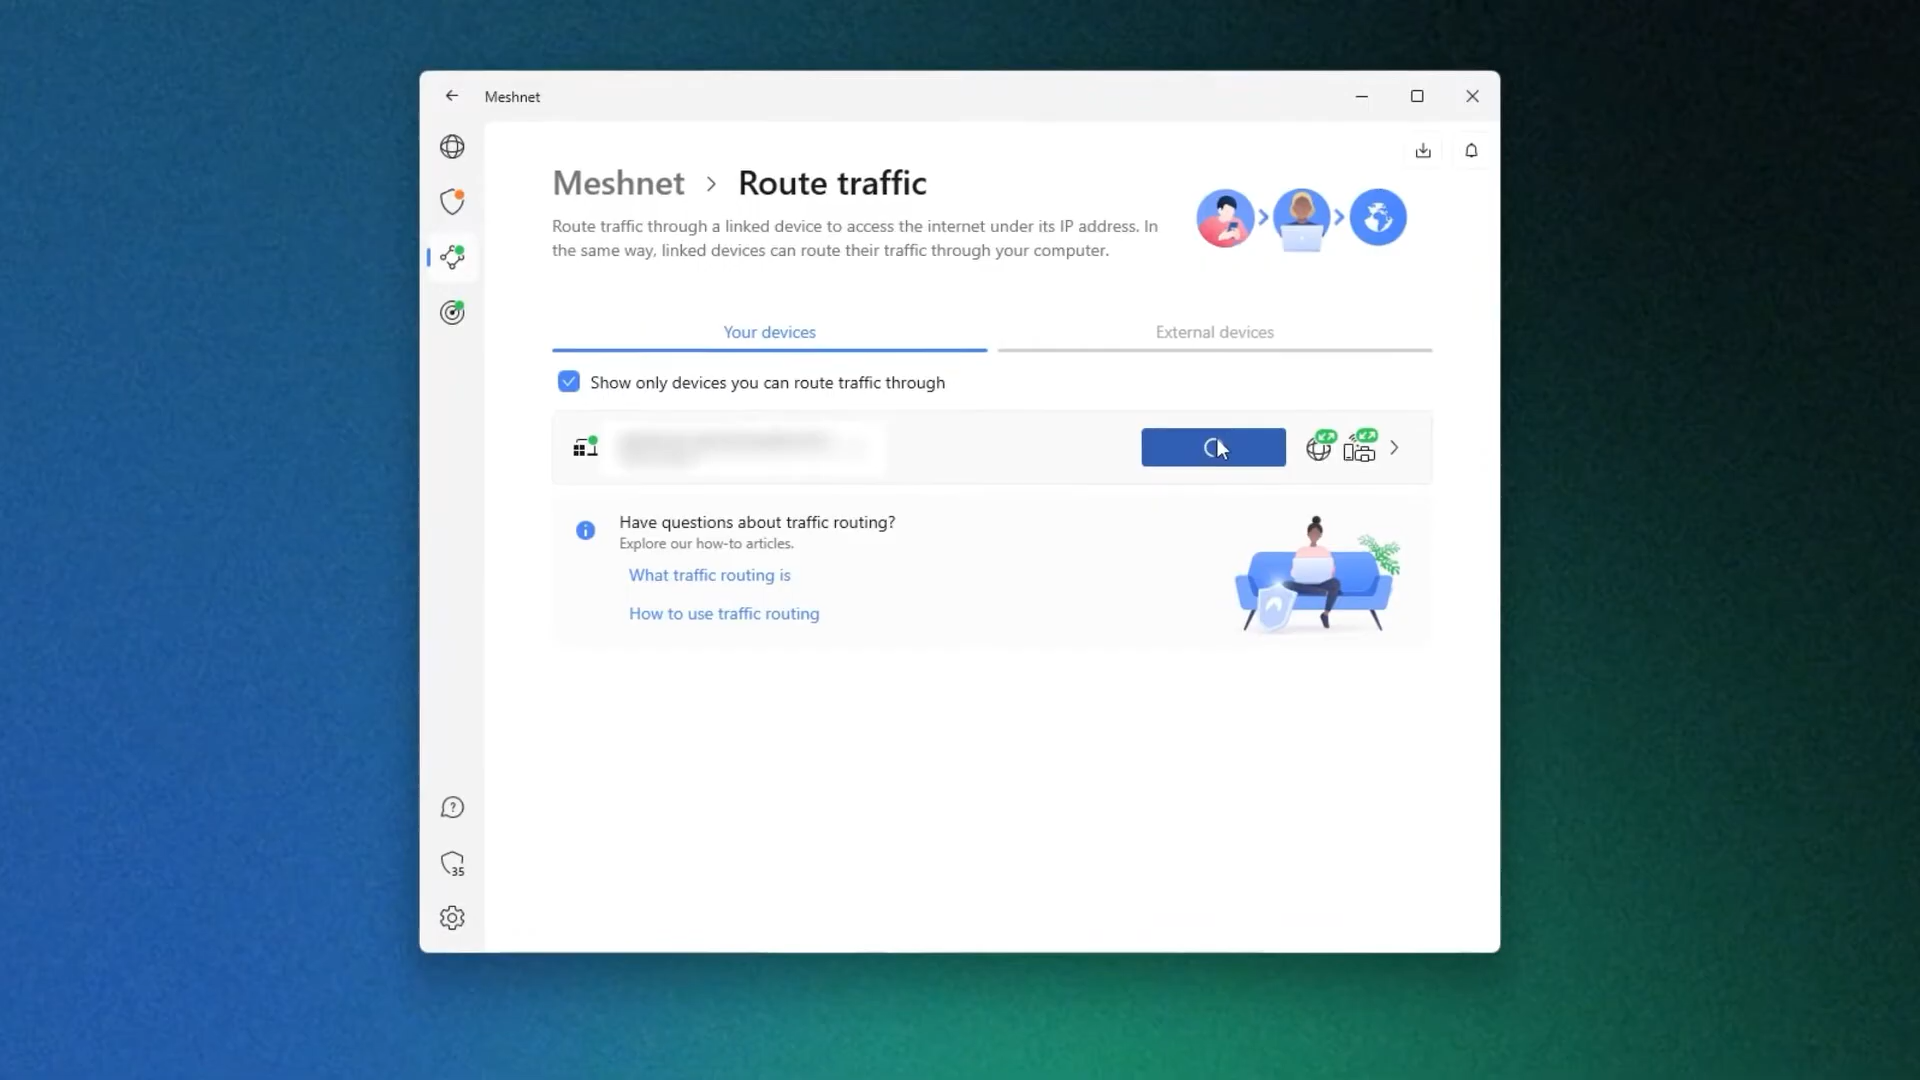 Meshnet
Meshnet > Route traffic
Route traffic through a linked device to access the internet under its IP address. In
the same way, linked devices can route their traffic through your computer.
Your devices
External devices
Show only devices you can route traffic through
Have questions about traffic routing?
Explore our how-to articles.
What traffic routing is
How to use traffic routing
35